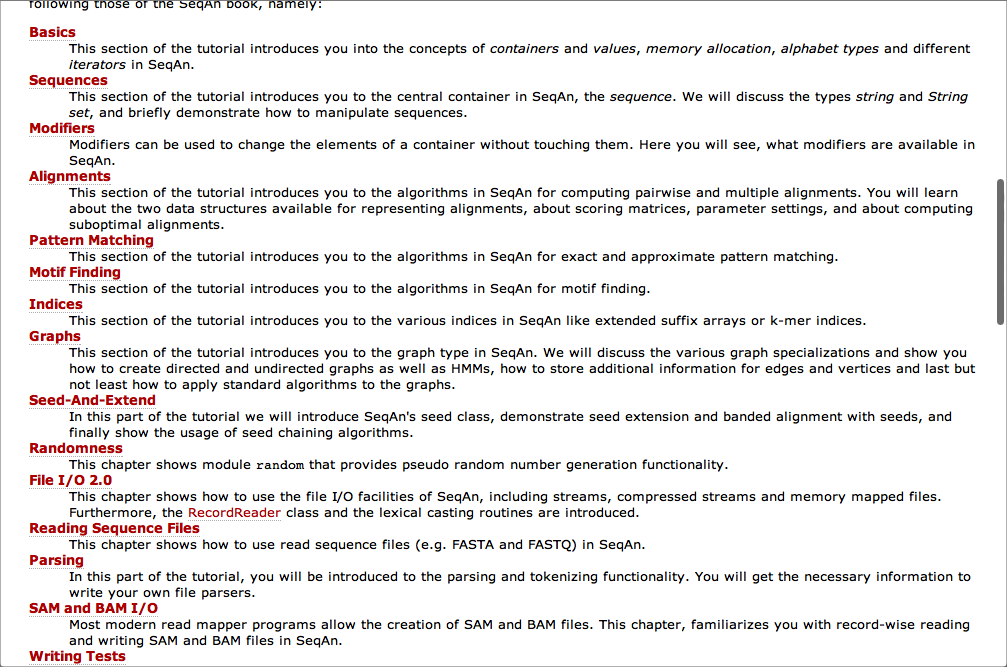 following those of the SeqAn book, namely:
Basics
This section of the tutorial introduces you into the concepts of containers and values, memory allocation, alphabet types and different
iterators in SeqAn.
Sequences
This section of the tutorial introduces you to the central container in SeqAn, the sequence. We will discuss the types string and String
set, and briefly demonstrate how to manipulate sequences.
Modifiers
Modifiers can be used to change the elements of a container without touching them. Here you will see, what modifiers are available in
SeqAn.
Alignments
This section of the tutorial introduces you to the algorithms in SeqAn for computing pairwise and multiple alignments. You will learn
about the two data structures available for representing alignments, about scoring matrices, parameter settings, and about computing
suboptimal alignments.
Pattern Matching
This section of the tutorial introduces you to the algorithms in SeqAn for exact and approximate pattern matching.
Motif Finding
This section of the tutorial introduces you to the algorithms in SeqAn for motif finding.
Indices
This section of the tutorial introduces you to the various indices in SeqAn like extended suffix arrays or k-mer indices.
Graphs
This section of the tutorial introduces you to the graph type in SeqAn. We will discuss the various graph specializations and show you
how to create directed and undirected graphs as well as HMMs, how to store additional information for edges and vertices and last but
not least how to apply standard algorithms to the graphs.
Seed-And-Extend
In this part of the tutorial we will introduce SeqAn's seed class, demonstrate seed extension and banded alignment with seeds, and
finally show the usage of seed chaining algorithms.
Randomness
This chapter shows module random that provides pseudo random number generation functionality.
File I/O 2.0
This chapter shows how to use the file I/O facilities of SeqAn, including streams, compressed streams and memory mapped files.
Furthermore, the RecordReader class and the lexical casting routines are introduced.
Reading Sequence Files
This chapter shows how to use read sequence files (e.g. FASTA and FASTQ) in SeqAn.
Parsing
In this part of the tutorial, you will be introduced to the parsing and tokenizing functionality. You will get the necessary information to
write your own file parsers.
SAM and BAM I/O
Most modern read mapper programs allow the creation of SAM and BAM files. This chapter, familiarizes you with record-wise reading
and writing SAM and BAM files in SeqAn.
Writing Tests